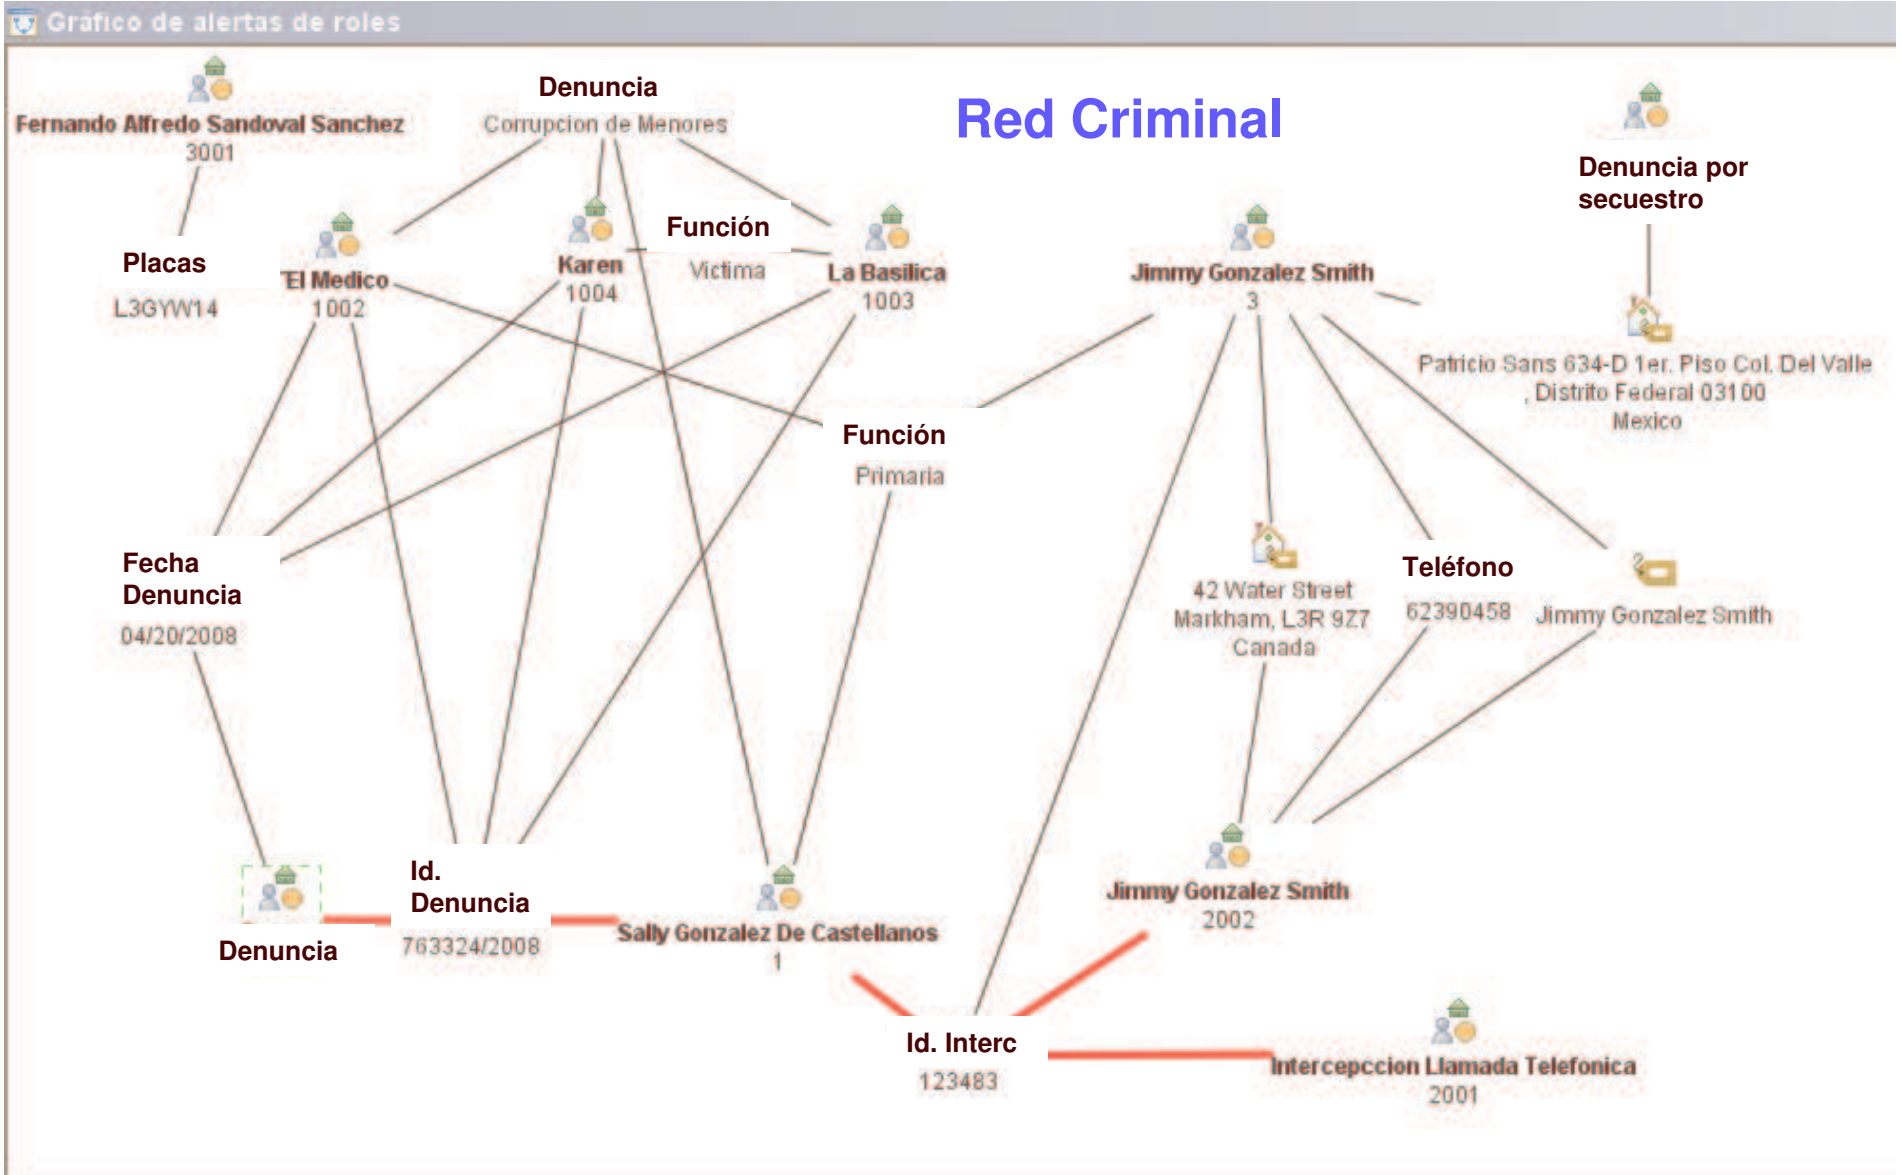 Gráfico de alertas de roles
Red Criminal
Fernando Alfredo Sandoval Sanchez
3001
Placas
L3GYW14
Denuncia
Corrupcion de Menores
"El Medico
1002
Karen
1004
Función
Victima
La Basilica
1003
Jimmy Gonzalez Smith
3
Denuncia por
secuestro
Patricio Sans 634-D 1er. Piso Col. Del Valle
, Distrito Federal 03100
Mexico
Función
Primaria
Fecha
Denuncia
04/20/2008
42 Water Street
Markham, L3R 9Z7
Canada
Teléfono
62390458
Jimmy Gonzalez Smith
Denuncia
Id.
Denuncia
763324/2008
Sally Gonzalez De Castellanos
1
Jimmy Gonzalez Smith
2002
Id. Interc
123483
Intercepccion Llamada Telefonica
2001